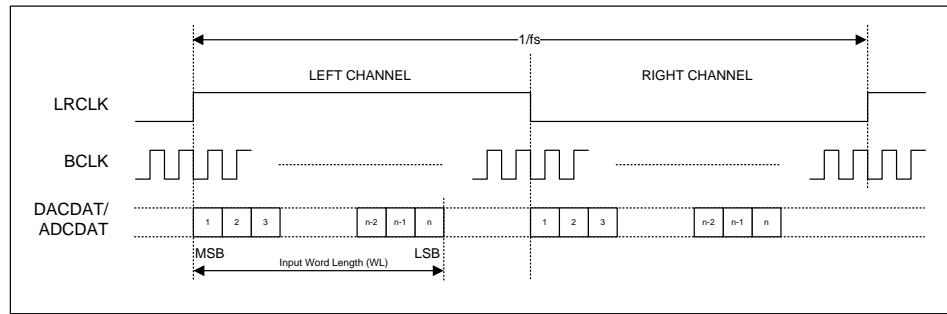 1/fs
LEFT CHANNEL RIGHT CHANNEL
LRCLK
BCLK
DACDAT/
ADCDAT
1 2 3 n-2 n-1 n 1 2 3 n-2 n-1 n
MSB LSB
Input Word Length (WL)